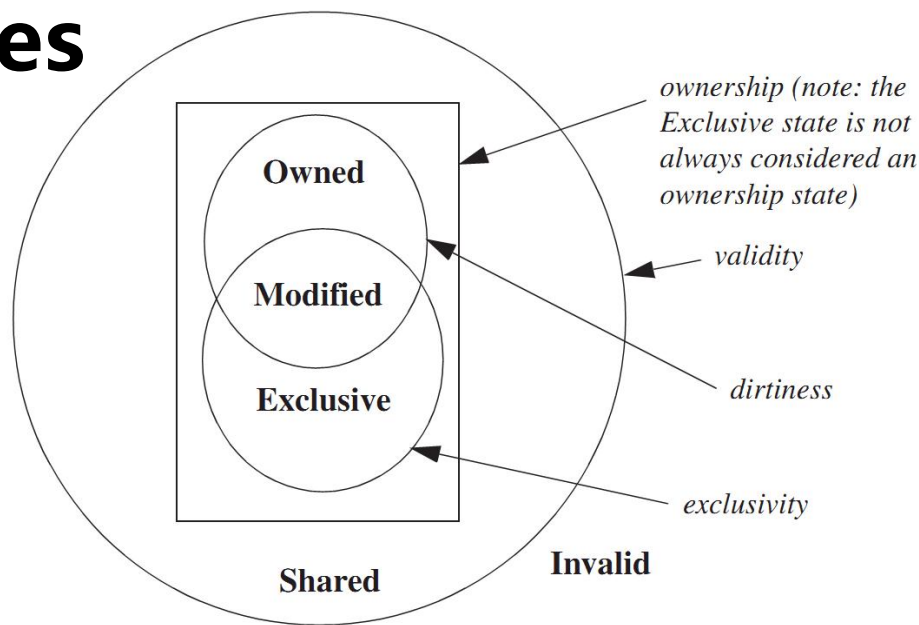 es
ownership (note: the
Exclusive state is not
always considered an
ownership state)
Owned
validity
Modified
dirtiness
Exclusive
exclusivity
Invalid
Shared